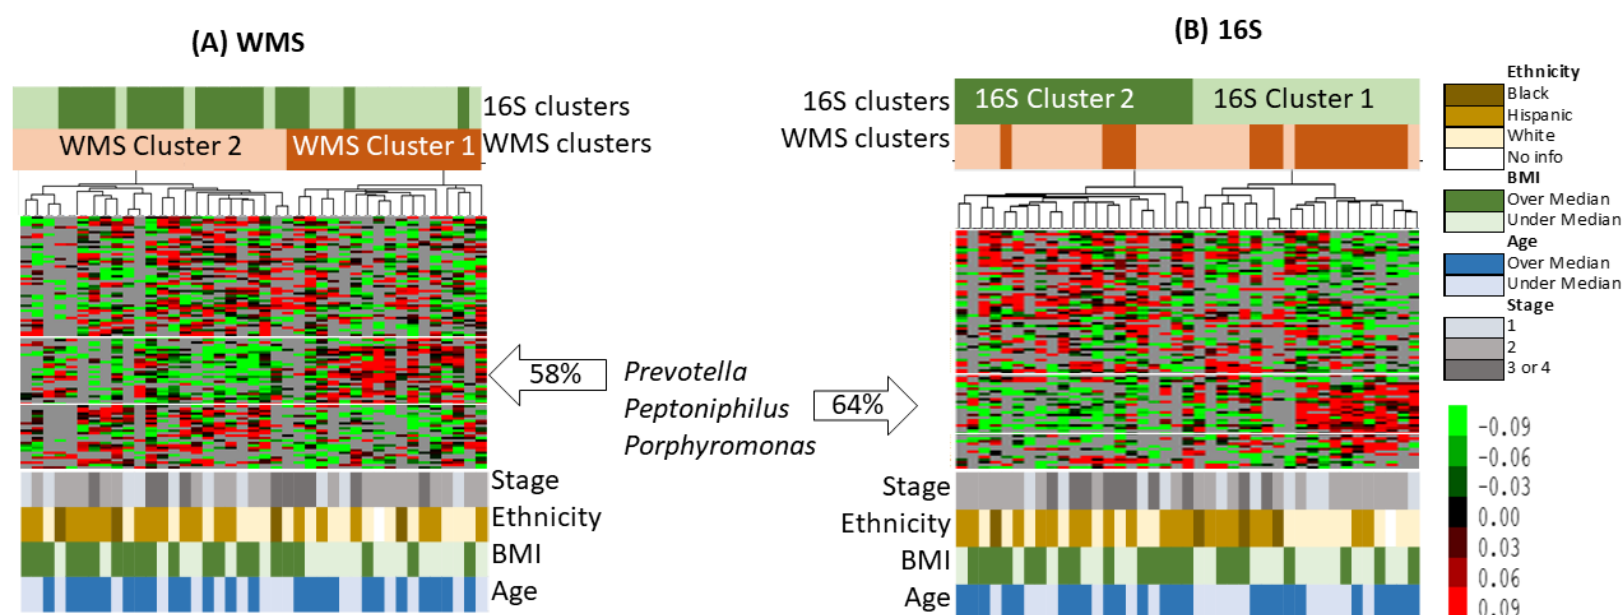 (A) WMS
(B) 16S
16S clusters
WMS Cluster 2
WMS Cluster 1
WMS clusters
16S clusters
16S Cluster 2
16S Cluster 1
WMS clusters
58%
Prevotella
Peptoniphilus
Porphyromonas
64%
Stage
Ethnicity
BMI
Age
Stage
Ethnicity
BMI
Age
Ethnicity
Black
Hispanic
White
No info
BMI
Over Median
Under Median
Age
Over Median
Under Median
Stage
1
2
3 or 4
-0.09
-0.06
-0.03
0.00
0.03
0.06
0.09